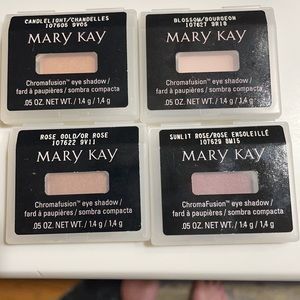 CANDLELIGHT/CHANDELLES
107605 9V05
MARY KAY
Chromafusion™ eye shadow /
fard à paupières / sombra compacta
.05 OZ. NET WT. / 1,4 g / 1,4 g
BLOSSOM/BOURGEON
107627 9R18
MARY KAY
Chromafusion™ eye shadow /
fard à paupières / sombra compacta
.05 OZ. NET WT. / 1,4 g / 1,4 g
ROSE GOLD/OR ROSE
107622 9V11
MARY KAY
Chromafusion™ eye shadow /
fard à paupières / sombra compacta
.05 OZ. NET WT. / 1,4 g / 1,4 g
SUNLIT ROSE/ROSE ENSOLEILLÉ
107629 8M15
MARY KAY
ChromaFusion™ eye shadow /
fard à paupières / sombra compacta
.05 OZ. NET WT. / 1,4 g / 1,4 g